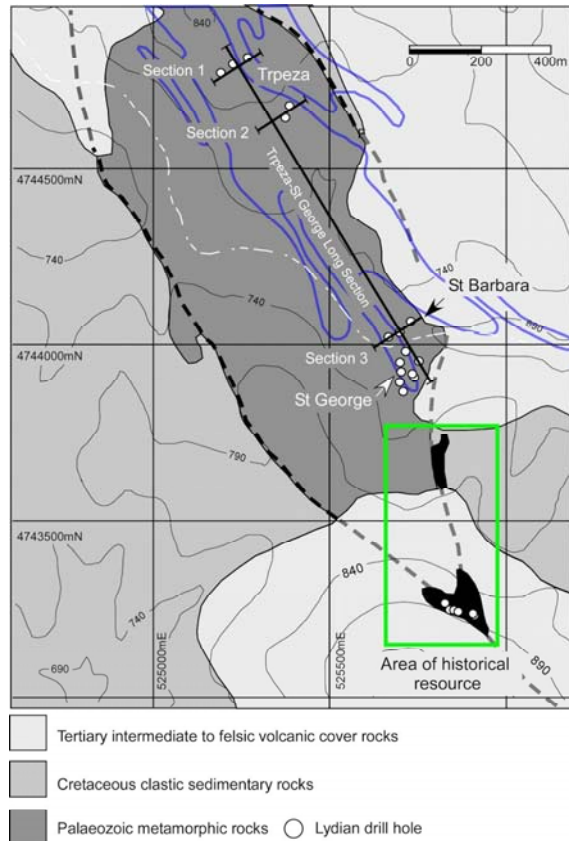 840
Section 1
Trpeza
0 200 400m
Section 2
4744500mN
Trpeza-St George Long Section
740
740
740
St Barbara
690
Section 3
4744000mN
St George
790
4743500mN
840
740
525000mE
525500mE
690
890
Area of historical
resource
Tertiary intermediate to felsic volcanic cover rocks
Cretaceous clastic sedimentary rocks
Palaeozoic metamorphic rocks
Lydian drill hole